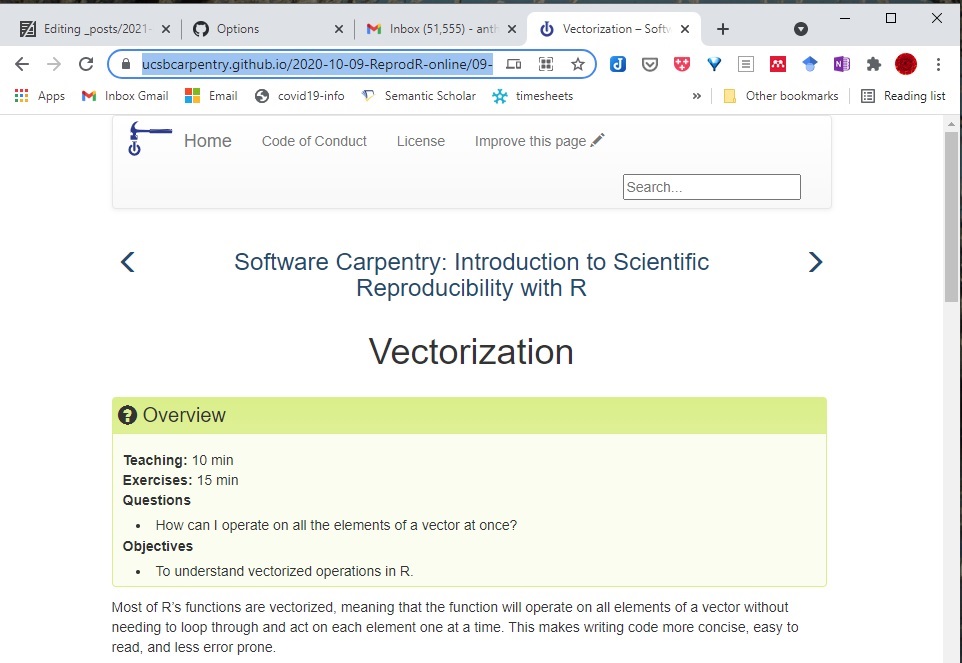 Editing _posts/2021-
Options
Inbox (51,555) - anth
Vectorization – Softw
ucsbcarpentry.github.io/2020-10-09-ReprodR-online/09-
Apps
Inbox Gmail
Email
covid19-info
Semantic Scholar
timesheets
»
Other bookmarks
Reading list
Home
Code of Conduct
License
Improve this page
Search...
Software Carpentry: Introduction to Scientific
Reproducibility with R
Vectorization
Overview
Teaching: 10 min
Exercises: 15 min
Questions
• How can I operate on all the elements of a vector at once?
Objectives
• To understand vectorized operations in R.
Most of R’s functions are vectorized, meaning that the function will operate on all elements of a vector without
needing to loop through and act on each element one at a time. This makes writing code more concise, easy to
read, and less error prone.